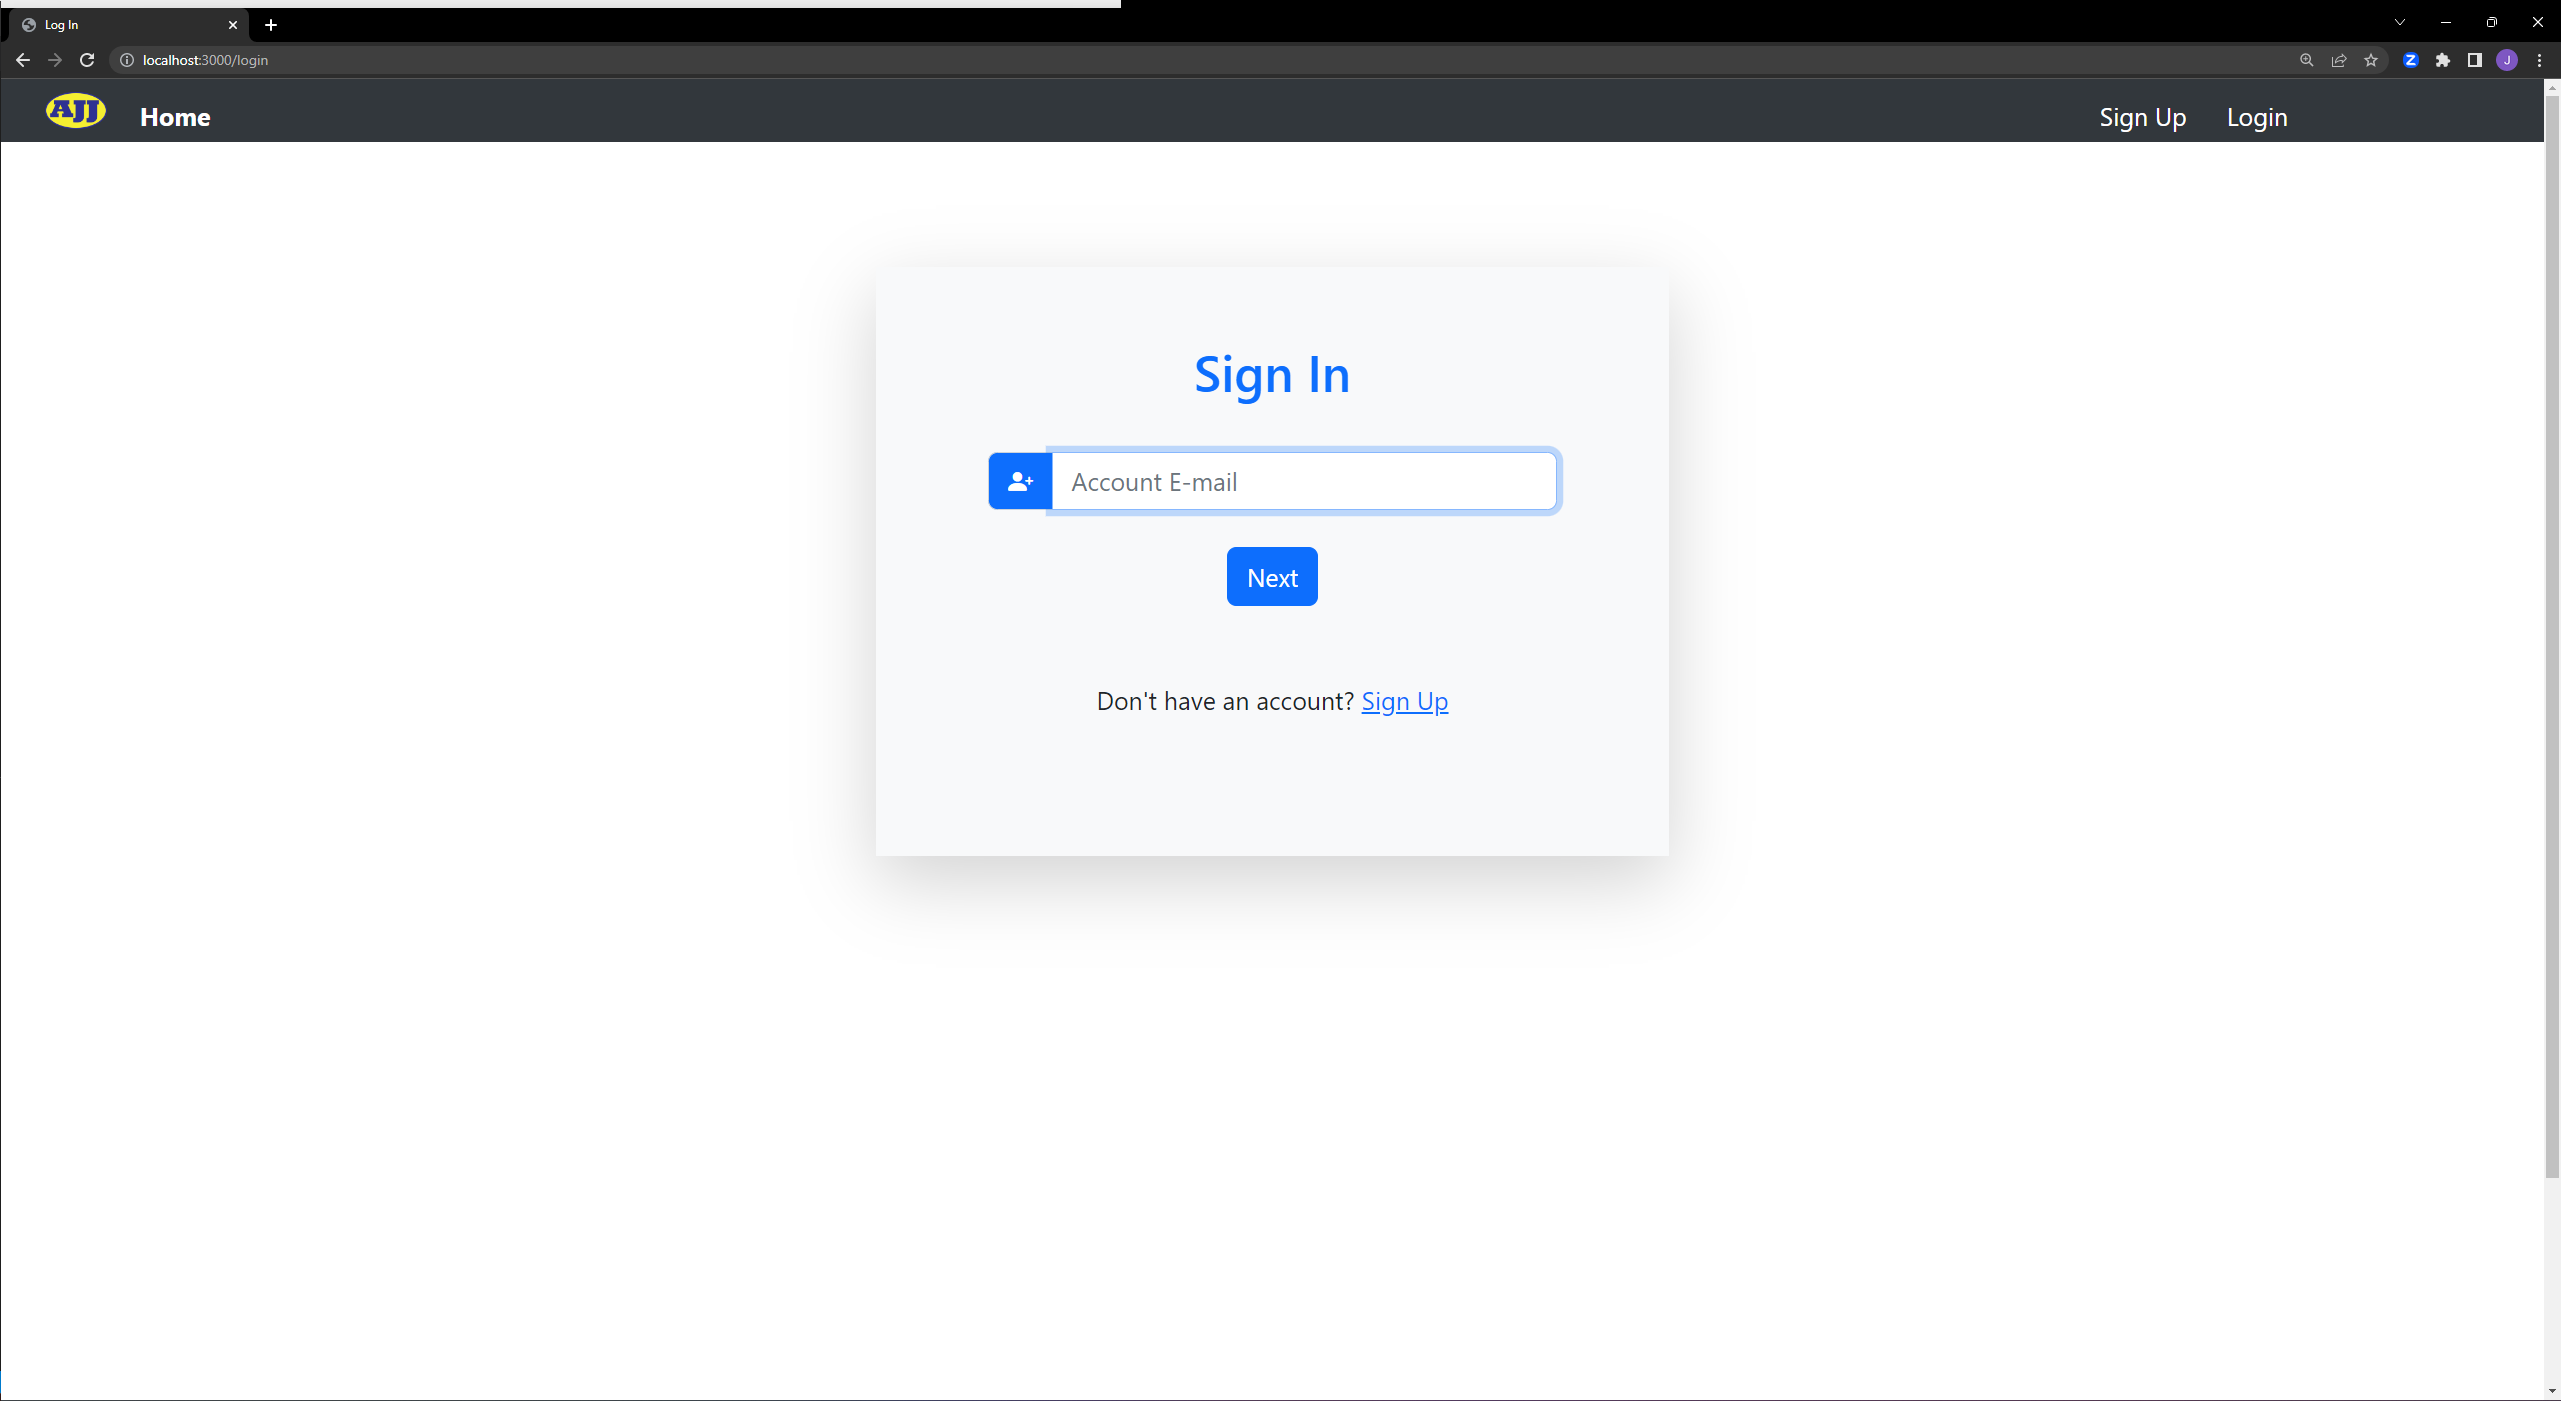 Log In
localhost:3000/login
Z
J
AJJ
Home
Sign Up
Login
Sign In
Account E-mail
Next
Don't have an account? Sign Up